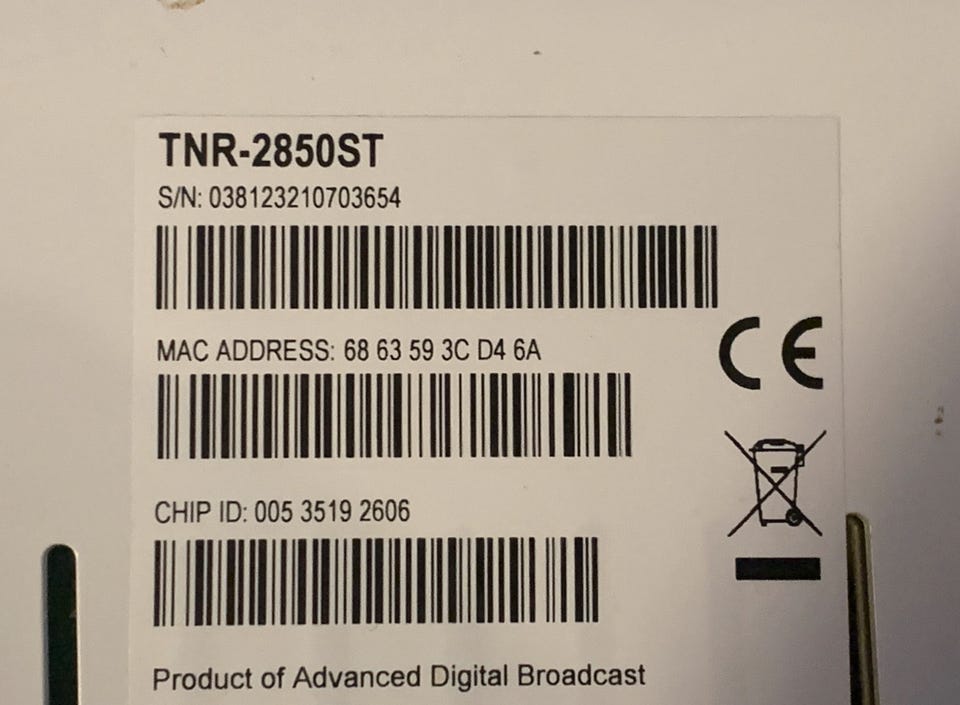 TNR-2850ST
S/N: 038123210703654
MAC ADDRESS: 68 63 59 3C D4 6A
CE
CHIP ID: 005 3519 2606
Product of Advanced Digital Broadcast